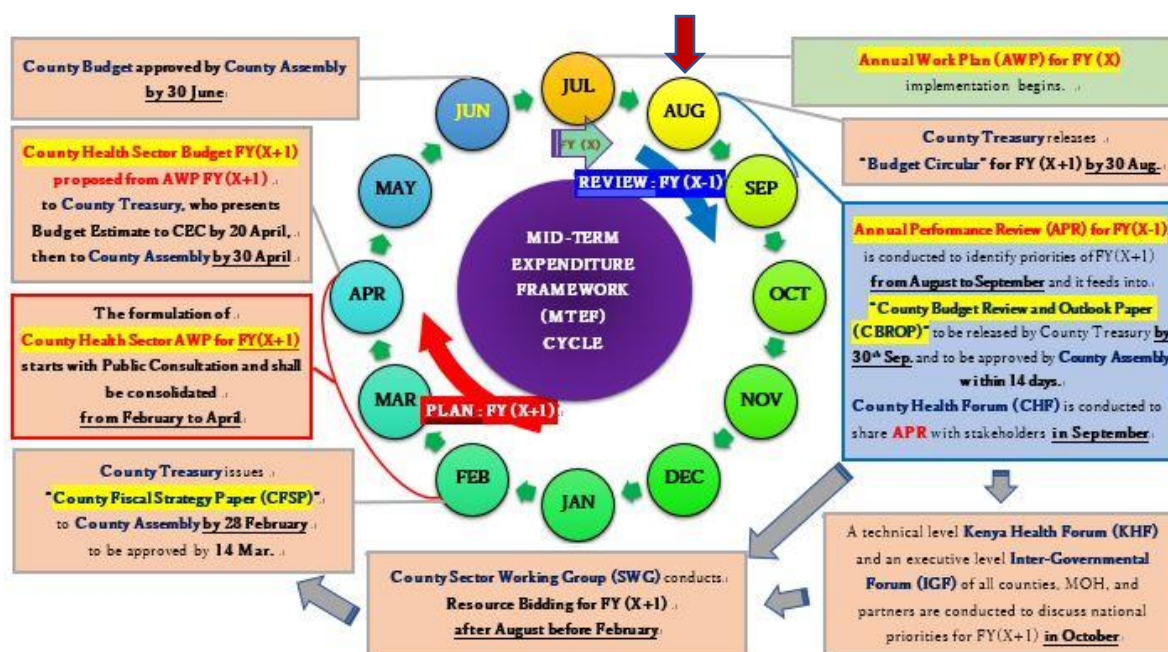 County Budget approved by County Assembly
by 30 June
County Health Sector Budget FY(X+1)
proposed from AWP FY(X+1)
to County Treasury, who presents
Budget Estimate to CEC by 20 April,
then to County Assembly by 30 April
The formulation of
County Health Sector AWP for FY(X+1)
starts with Public Consultation and shall
be consolidated
from February to April
County Treasury issues
"County Fiscal Strategy Paper (CFSP)"
to County Assembly by 28 February
to be approved by 14 Mar.
JUL
AUG
SEP
OCT
NOV
DEC
JAN
FEB
MAR
APR
MAY
JUN
FY (X)
REVIEW : FY (X-1)
MID-TERM
EXPENDITURE
FRAMEWORK
(MTEF)
CYCLE
PLAN : FY (X+1)
Annual Work Plan (AWP) for FY (X)
implementation begins.
County Treasury releases
"Budget Circular" for FY (X+1) by 30 Aug.
Annual Performance Review (APR) for FY(X-1)
is conducted to identify priorities of FY(X+1)
from August to September and it feeds into
"County Budget Review and Outlook Paper
(CBROP)" to be released by County Treasury by
30th Sep. and to be approved by County Assembly
within 14 days.
County Health Forum (CHF) is conducted to
share APR with stakeholders in September
A technical level Kenya Health Forum (KHF)
and an executive level Inter-Governmental
Forum (IGF) of all counties, MOH, and
partners are conducted to discuss national
priorities for FY(X+1) in October
County Sector Working Group (SWG) conducts
Resource Bidding for FY (X+1)
after August before February